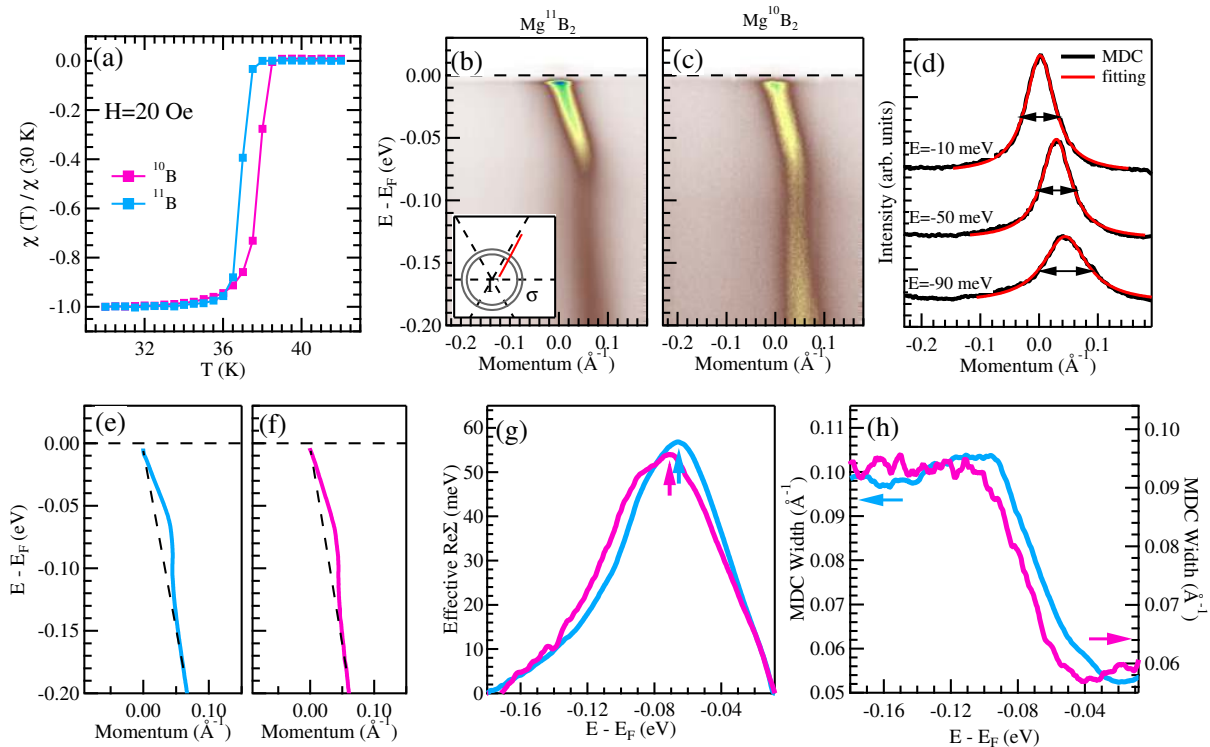 Mg¹¹B₂
Mg¹⁰B₂
(a)
H=20 Oe
¹⁰B
¹¹B
0.0
-0.2
-0.4
-0.6
-0.8
-1.0
χ (T) / χ (30 K)
32
36
40
T (K)
(b)
0.00
-0.05
-0.10
-0.15
-0.20
E - E_F (eV)
Γ
σ
-0.2
-0.1
0.0
0.1
Momentum (Å⁻¹)
(c)
-0.2
-0.1
0.0
0.1
Momentum (Å⁻¹)
(d)
MDC
fitting
E=-10 meV
E=-50 meV
E=-90 meV
Intensity (arb. units)
-0.2
-0.1
0.0
0.1
Momentum (Å⁻¹)
(e)
0.00
-0.05
-0.10
-0.15
-0.20
E - E_F (eV)
0.00
0.10
Momentum (Å⁻¹)
(f)
0.00
0.10
Momentum (Å⁻¹)
(g)
60
50
40
30
20
10
0
Effective ReΣ (meV)
-0.16
-0.12
-0.08
-0.04
E - E_F (eV)
(h)
0.11
0.10
0.09
0.08
0.07
0.06
0.05
MDC Width (Å⁻¹)
0.10
0.09
0.08
0.07
0.06
MDC Width (Å⁻¹)
-0.16
-0.12
-0.08
-0.04
E - E_F (eV)